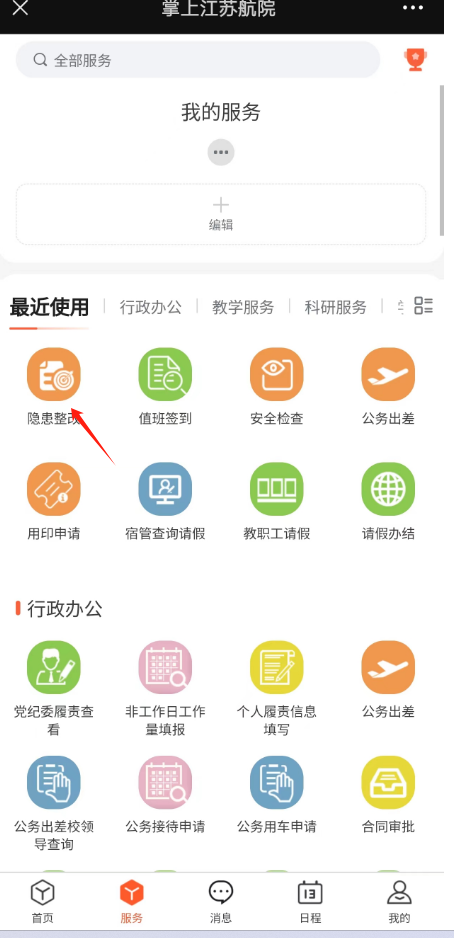 掌上江苏航院
全部服务
我的服务
编辑
最近使用 行政办公 教学服务 科研服务
隐患整改 值班签到 安全检查 公务出差
用印申请 宿管查询请假 教职工请假 请假办结
行政办公
党纪委履责查看 非工作日工作量填报 个人履责信息填写 公务出差
公务出差校领导查询 公务接待申请 公务用车申请 合同审批
首页 服务 消息 13 日程 我的